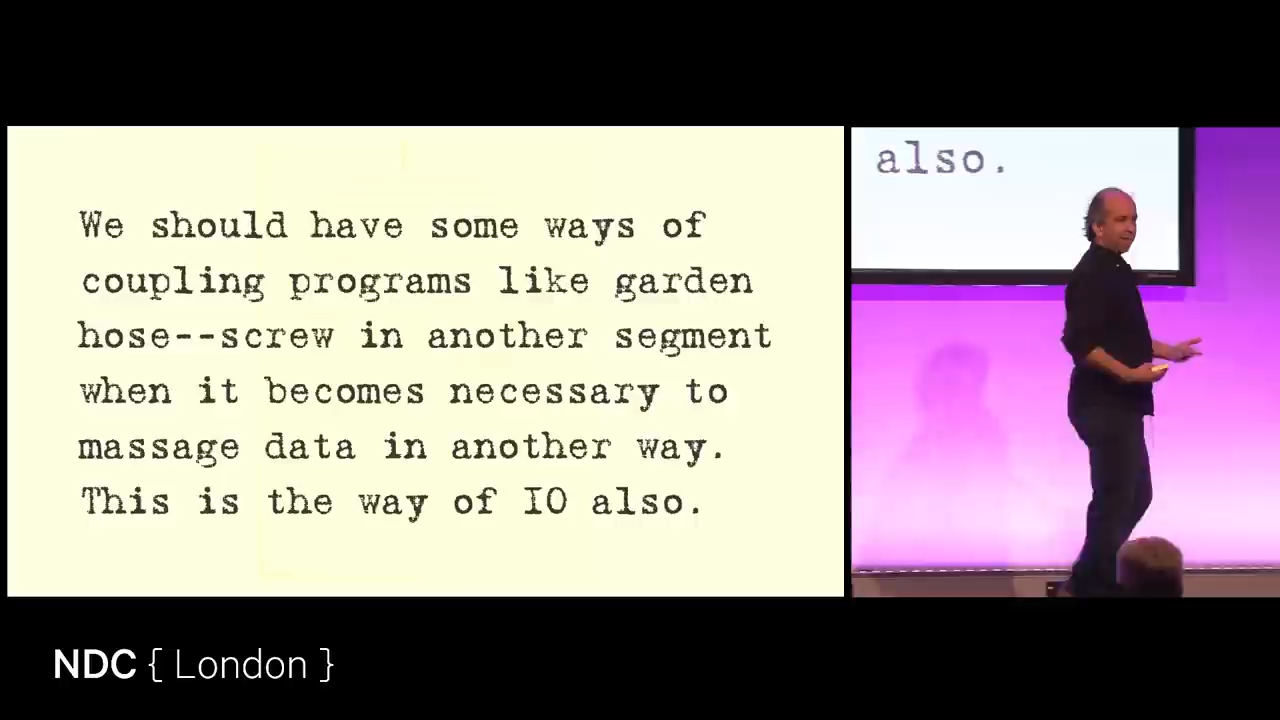 We should have some ways of
coupling programs like garden
hose--screw in another segment
when it becomes necessary to
massage data in another way.
This is the way of IO also.
also.
NDC { London }